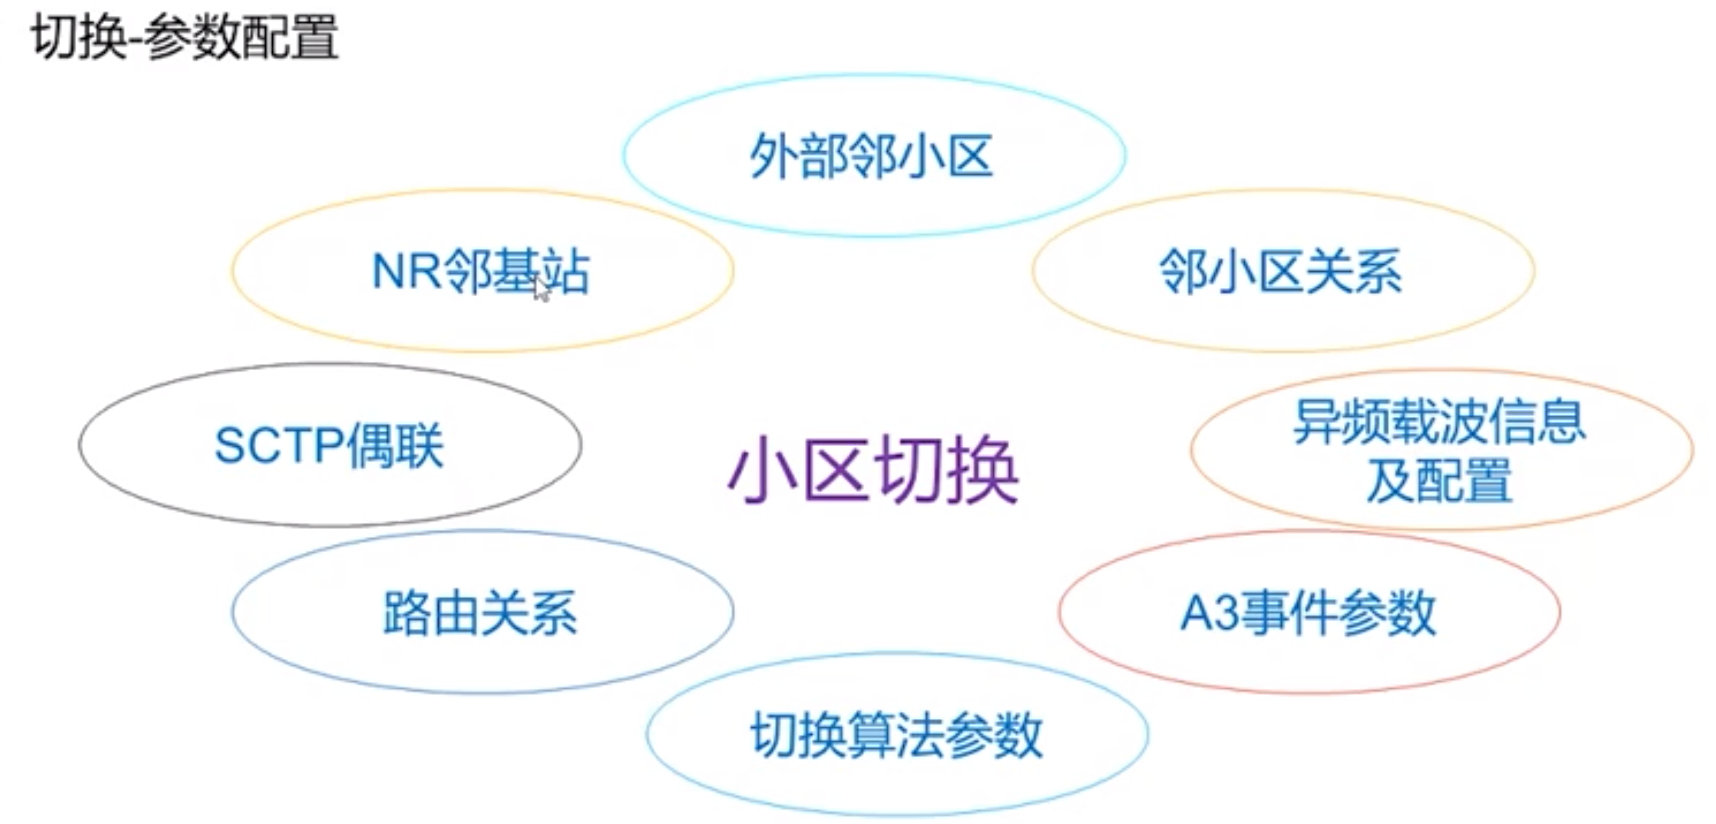 切换-参数配置
外部邻小区
NR邻基站
邻小区关系
SCTP偶联
小区切换
异频载波信息
及配置
路由关系
A3事件参数
切换算法参数